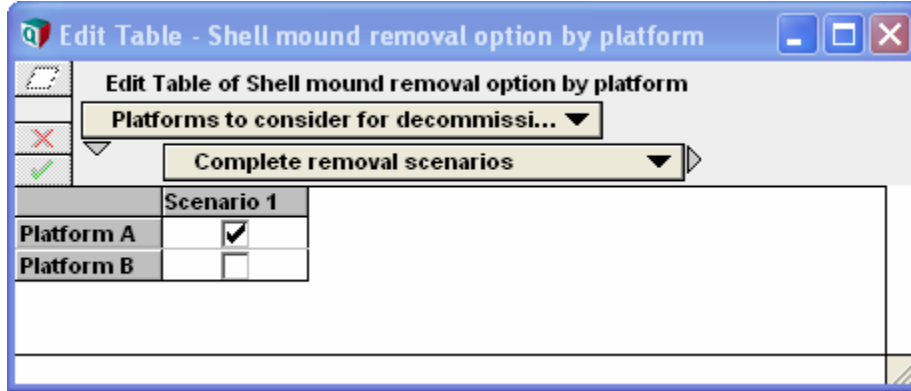 Edit Table - Shell mound removal option by platform
Edit Table of Shell mound removal option by platform
Platforms to consider for decommissi...
Complete removal scenarios
Scenario 1
Platform A
Platform B